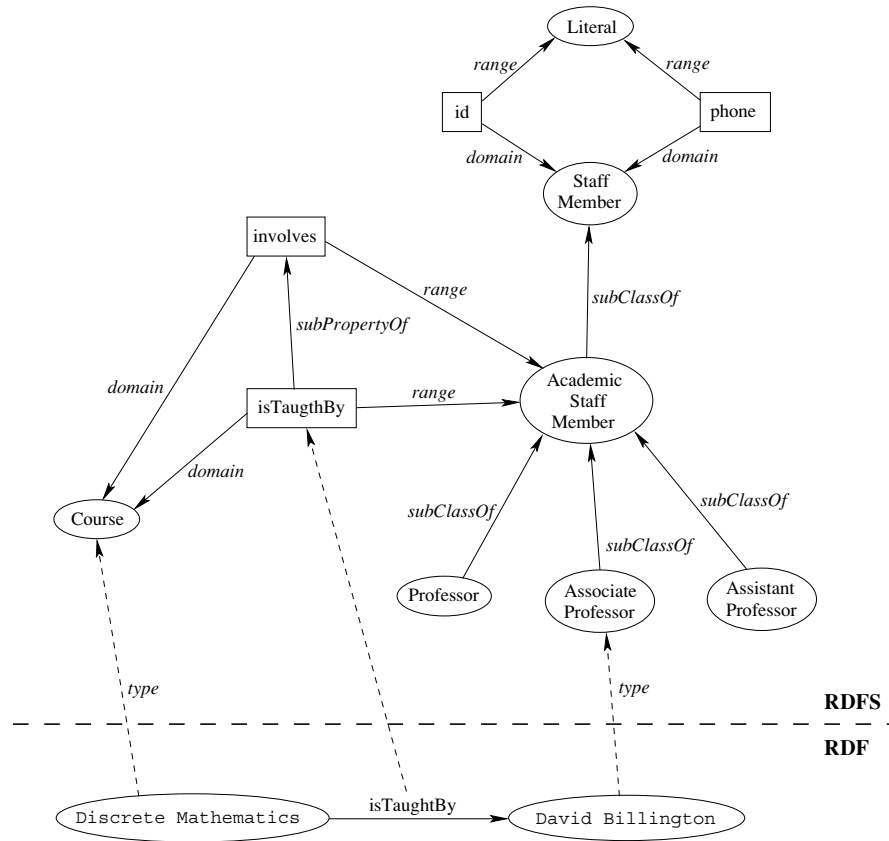 Literal
range
range
id
phone
domain
domain
Staff
Member
involves
range
subClassOf
subPropertyOf
domain
isTaugthBy
range
Academic
Staff
Member
domain
Course
subClassOf
subClassOf
subClassOf
Professor
Associate
Professor
Assistant
Professor
type
type
RDFS
RDF
isTaughtBy
Discrete Mathematics
David Billington